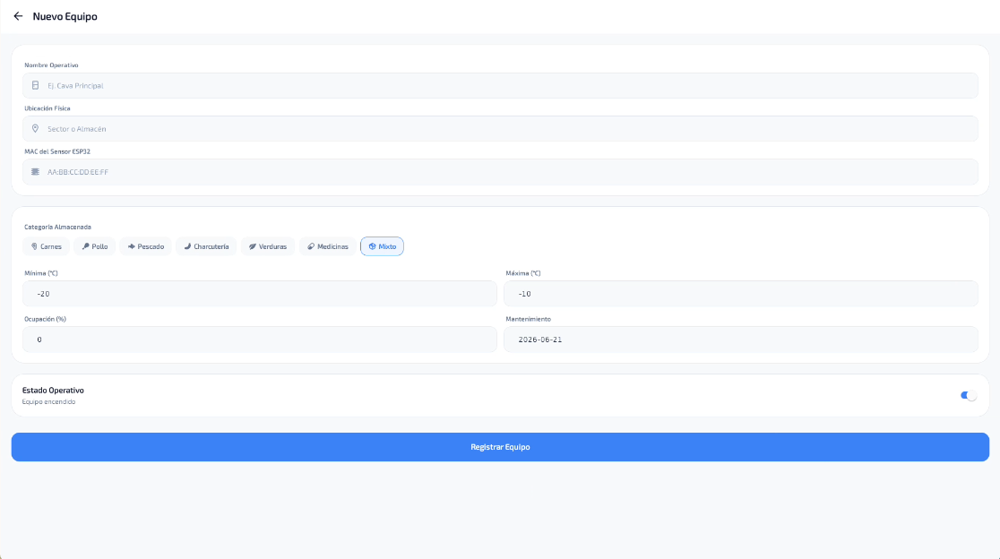 Nuevo Equipo
Nombre Operativo
Ej. Cava Principal
Ubicación Física
Sector o Almacén
MAC del Sensor ESP32
AA:BB:CC:DD:EE:FF
Categoría Almacenada
Carnes Pollo Pescado Charcutería Verduras Medicinas Mixto
Mínima (°C) Máxima (°C)
-20 -10
Ocupación (%) Mantenimiento
0 2026-06-21
Estado Operativo
Equipo encendido
Registrar Equipo